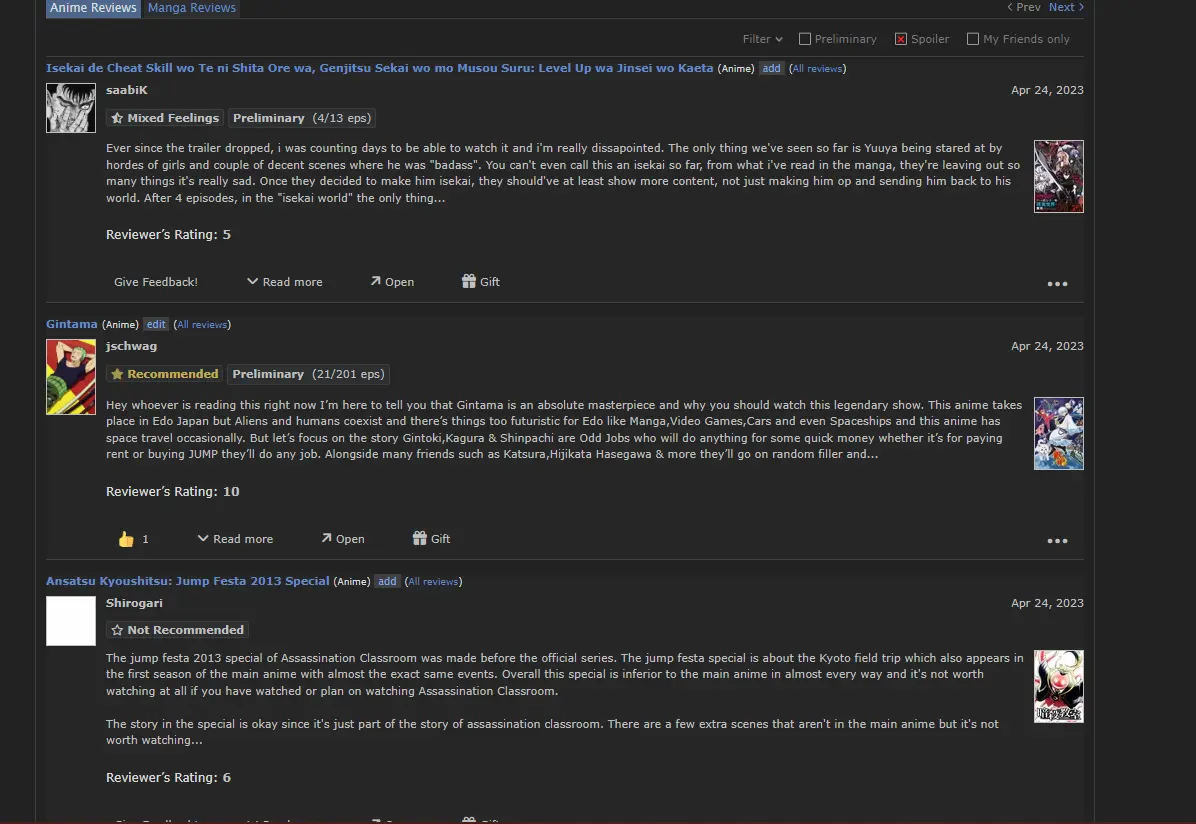 Anime Reviews Manga Reviews Prev Next
Filter Preliminary Spoiler My Friends only
Isekai de Cheat Skill wo Te ni Shita Ore wa, Genjitsu Sekai wo mo Musou Suru: Level Up wa Jinsei wo Kaeta (Anime) add (All reviews)
saabiK Apr 24, 2023
Mixed Feelings Preliminary (4/13 eps)
Ever since the trailer dropped, i was counting days to be able to watch it and i'm really dissapointed. The only thing we've seen so far is Yuuya being stared at by
hordes of girls and couple of decent scenes where he was "badass". You can't even call this an isekai so far, from what i've read in the manga, they're leaving out so
many things it's really sad. Once they decided to make him isekai, they should've at least show more content, not just making him op and sending him back to his
world. After 4 episodes, in the "isekai world" the only thing...
Reviewer's Rating: 5
Give Feedback! Read more Open Gift
Gintama (Anime) edit (All reviews)
jschwag Apr 24, 2023
Recommended Preliminary (21/201 eps)
Hey whoever is reading this right now I'm here to tell you that Gintama is an absolute masterpiece and why you should watch this legendary show. This anime takes
place in Edo Japan but Aliens and humans coexist and there's things too futuristic for Edo like Manga,Video Games,Cars and even Spaceships and this anime has
space travel occasionally. But let's focus on the story Gintoki,Kagura & Shinpachi are Odd Jobs who will do anything for some quick money whether it's for paying
rent or buying JUMP they'll do any job. Alongside many friends such as Katsura,Hijikata Hasegawa & more they'll go on random filler and...
Reviewer's Rating: 10
1 Read more Open Gift
Ansatsu Kyoushitsu: Jump Festa 2013 Special (Anime) add (All reviews)
Shirogari Apr 24, 2023
Not Recommended
The jump festa 2013 special of Assassination Classroom was made before the official series. The jump festa special is about the Kyoto field trip which also appears in
the first season of the main anime with almost the exact same events. Overall this special is inferior to the main anime in almost every way and it's not worth
watching at all if you have watched or plan on watching Assassination Classroom.
The story in the special is okay since it's just part of the story of assassination classroom. There are a few extra scenes that aren't in the main anime but it's not
worth watching...
暗殺教室
Reviewer's Rating: 6